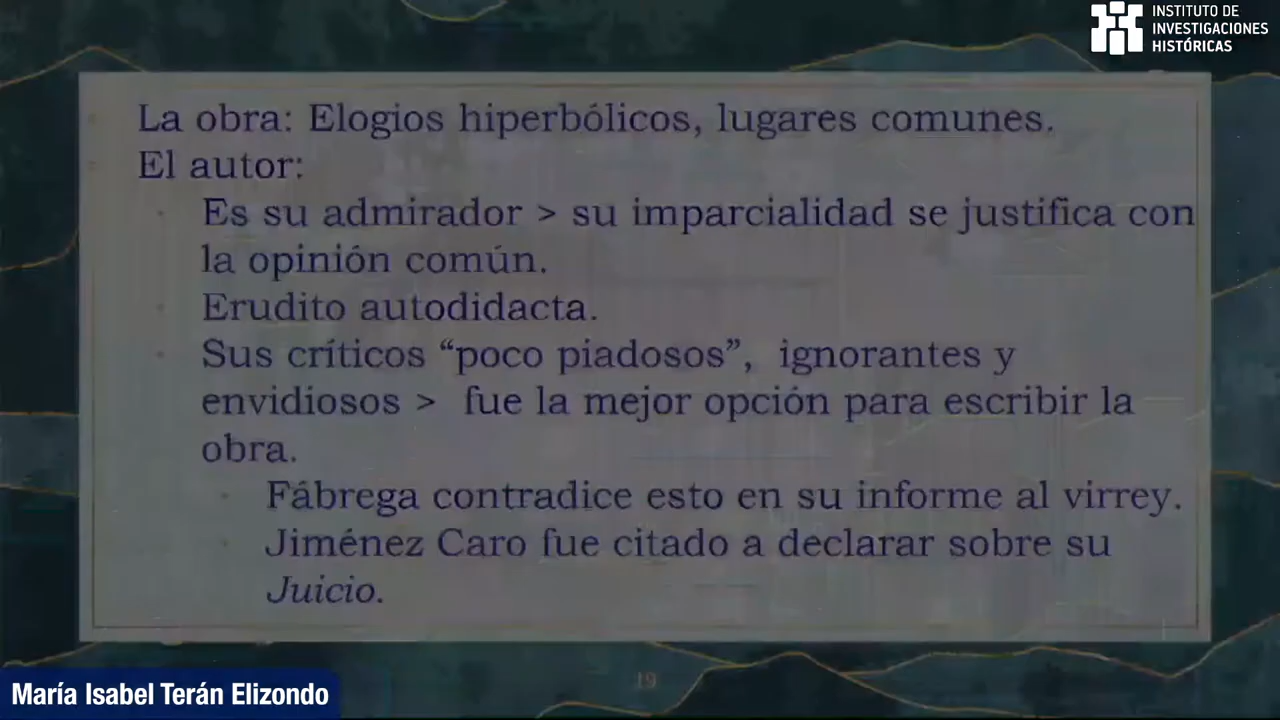 INSTITUTO DE
INVESTIGACIONES
HISTÓRICAS
La obra: Elogios hiperbólicos, lugares comunes.
El autor:
Es su admirador > su imparcialidad se justifica con
la opinión común.
Erudito autodidacta.
Sus críticos “poco piadosos”, ignorantes y
envidiosos > fue la mejor opción para escribir la
obra.
Fábrega contradice esto en su informe al virrey.
Jiménez Caro fue citado a declarar sobre su
Juicio.
19
María Isabel Terán Elizondo